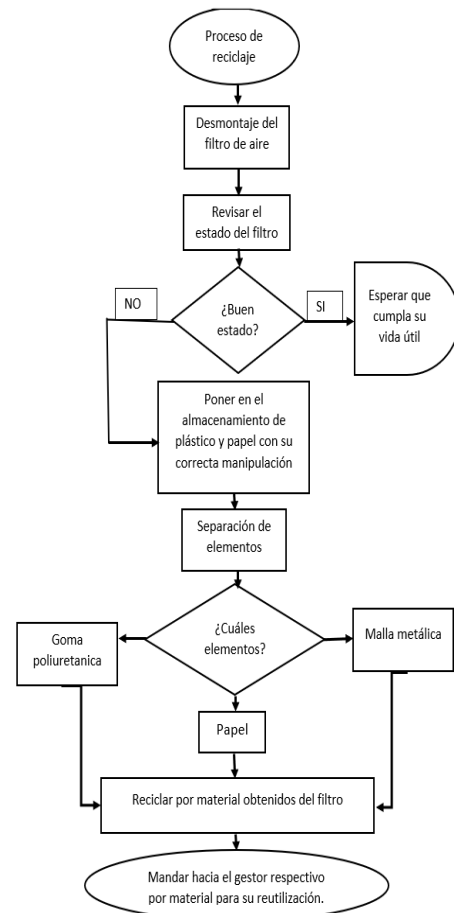 Proceso de
reciclaje
Desmontaje del
filtro de aire
Revisar el
estado del filtro
NO
¿Buen
estado?
SI
Esperar que
cumpla su
vida útil
Poner en el
almacenamiento de
plástico y papel con su
correcta manipulación
Separación de
elementos
Goma
poliuretanica
¿Cuáles
elementos?
Malla metálica
Papel
Reciclar por material obtenidos del filtro
Mandar hacia el gestor respectivo
por material para su reutilización.